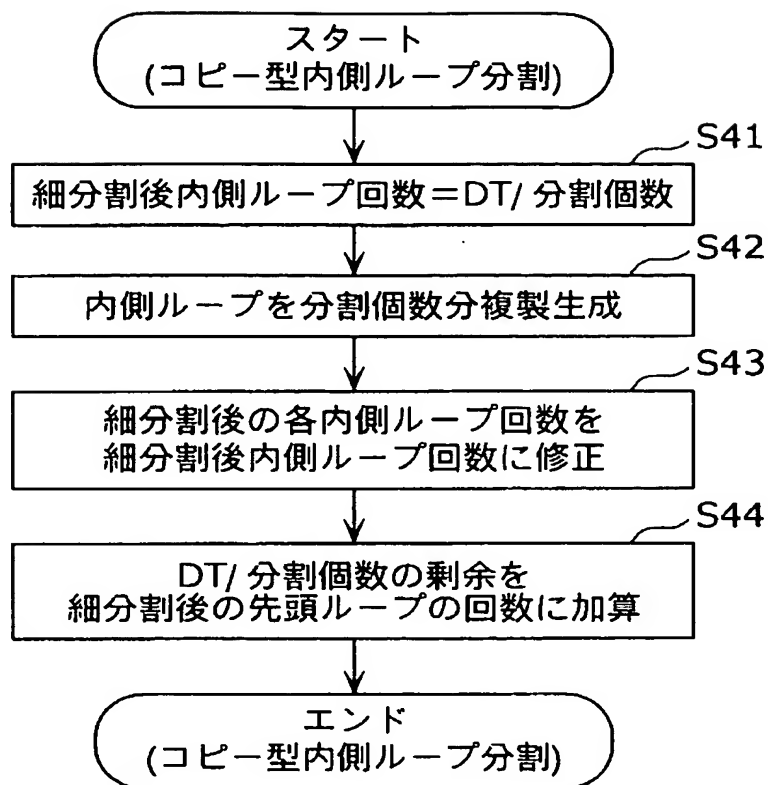 スタート
(コピー型内側ループ分割)
S41
細分割後内側ループ回数＝DT/ 分割個数
S42
内側ループを分割個数分複製生成
S43
細分割後の各内側ループ回数を
細分割後内側ループ回数に修正
S44
DT/ 分割個数の剰余を
細分割後の先頭ループの回数に加算
エンド
(コピー型内側ループ分割)